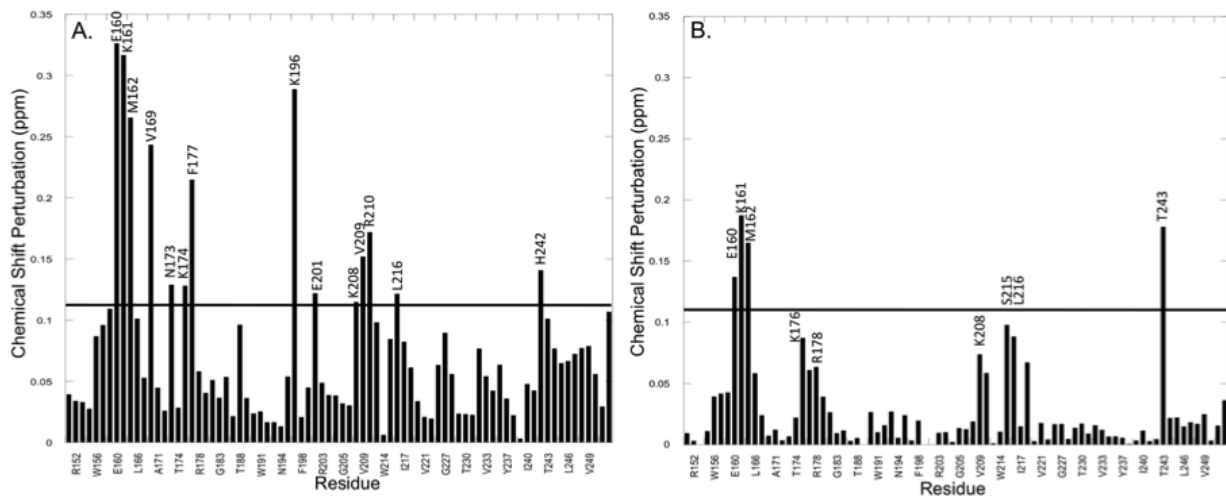 A.
Chemical Shift Perturbation (ppm)
0.35
0.3
0.25
0.2
0.15
0.1
0.05
0
E160
K161
M162
V169
N173
K174
F177
K196
E201
K208
V209
R210
L216
H242
R152
W156
E160
L166
A171
T174
R178
G183
T188
W191
N194
F198
R203
G205
V209
W214
I217
V221
G227
T230
V233
Y237
I240
T243
L246
V249
Residue
B.
Chemical Shift Perturbation (ppm)
0.35
0.3
0.25
0.2
0.15
0.1
0.05
0
E160
K161
M162
K176
R178
K208
S215
L216
T243
R152
W156
E160
L166
A171
T174
R178
G183
T188
W191
N194
F198
R203
G205
V209
W214
I217
V221
G227
T230
V233
Y237
I240
T243
L246
V249
Residue